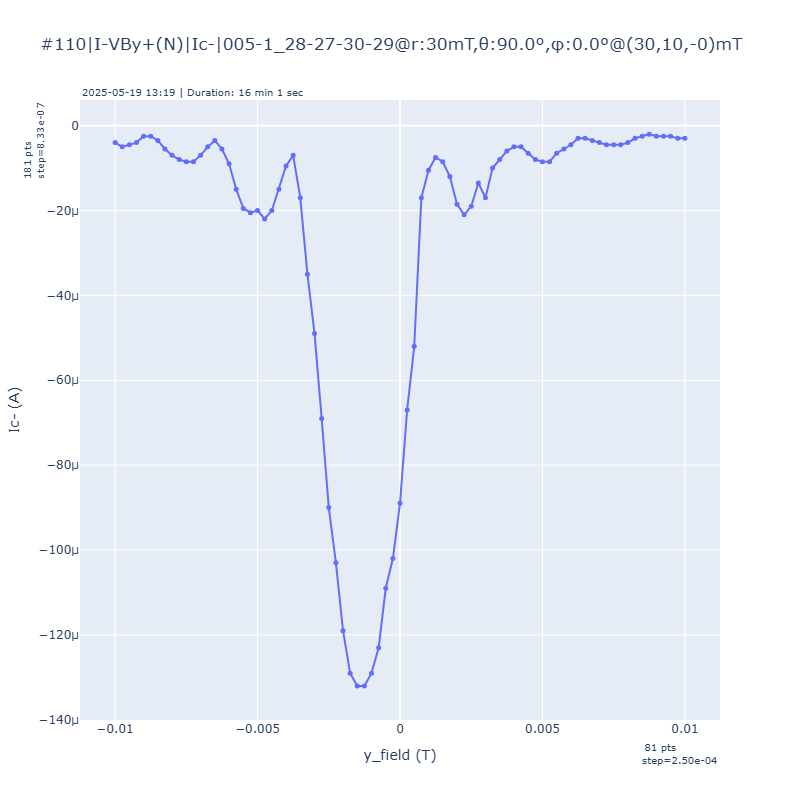 #110|I-VBy+(N)|Ic-|005-1_28-27-30-29@r:30mT,θ:90.0º,φ:0.0º@(30,10,-0)mT
2025-05-19 13:19 | Duration: 16 min 1 sec
181 pts
step=8.33e-07
0
−20μ
−40μ
−60μ
−80μ
−100μ
−120μ
−140μ
Ic- (A)
−0.01
−0.005
0
0.005
0.01
y_field (T)
81 pts
step=2.50e-04